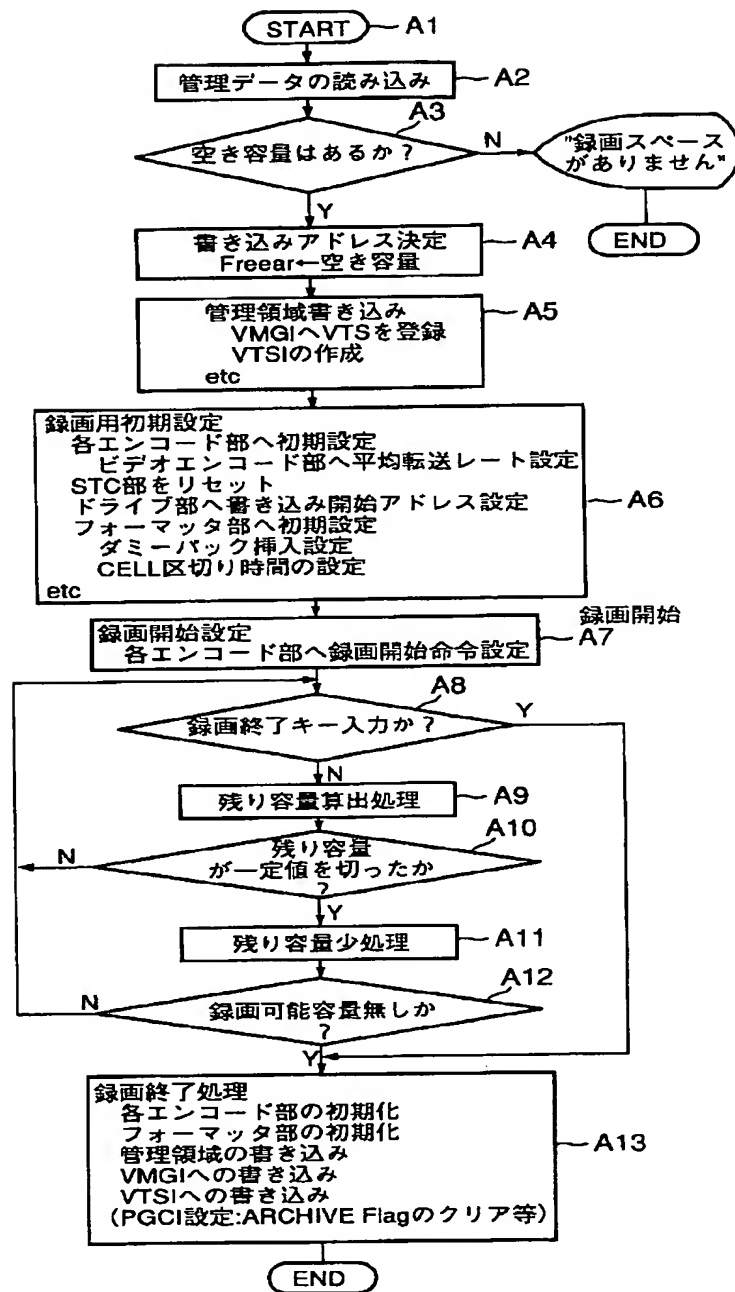 START
A1
管理データの読み込み
A2
A3
空き容量はあるか？
N
"録画スペース
がありません"
Y
END
書き込みアドレス決定
Freear←空き容量
A4
管理領域書き込み
VMGIへVTSを登録
VTSIの作成
etc
A5
録画用初期設定
各エンコード部へ初期設定
ビデオエンコード部へ平均転送レート設定
STC部をリセット
ドライブ部へ書き込み開始アドレス設定
フォーマッタ部へ初期設定
ダミーパック挿入設定
CELL区切り時間の設定
etc
A6
録画開始設定
各エンコード部へ録画開始命令設定
録画開始
A7
A8
録画終了キー入力か？
Y
N
残り容量算出処理
A9
A10
残り容量
が一定値を切ったか
？
N
Y
残り容量少処理
A11
A12
録画可能容量無しか
？
N
Y
録画終了処理
各エンコード部の初期化
フォーマッタ部の初期化
管理領域の書き込み
VMGIへの書き込み
VTSIへの書き込み
（PGCI設定:ARCHIVE Flagのクリア等）
A13
END